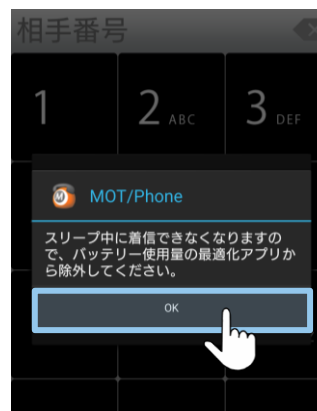 相手番号
1
2 ABC
3 DEF
MOT/Phone
スリープ中に着信できなくなりますの
で、バッテリー使用量の最適化アプリか
ら除外してください。
OK